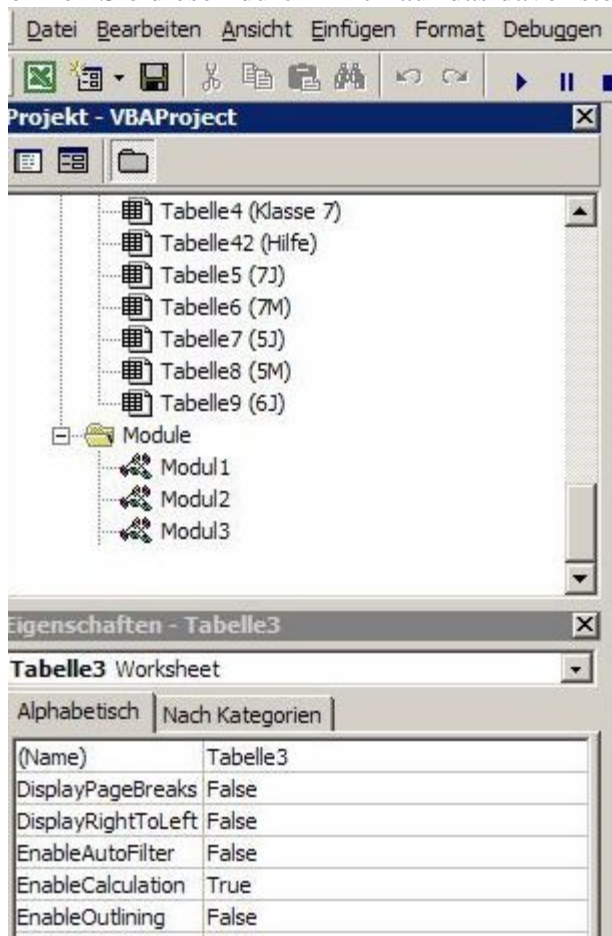 Datei Bearbeiten Ansicht Einfügen Format Debuggen
Projekt - VBAProject
Tabelle4 (Klasse 7)
Tabelle42 (Hilfe)
Tabelle5 (7J)
Tabelle6 (7M)
Tabelle7 (5J)
Tabelle8 (5M)
Tabelle9 (6J)
Module
Modul1
Modul2
Modul3
Eigenschaften - Tabelle3
Tabelle3 Worksheet
Alphabetisch Nach Kategorien
(Name) Tabelle3
DisplayPageBreaks False
DisplayRightToLeft False
EnableAutoFilter False
EnableCalculation True
EnableOutlining False